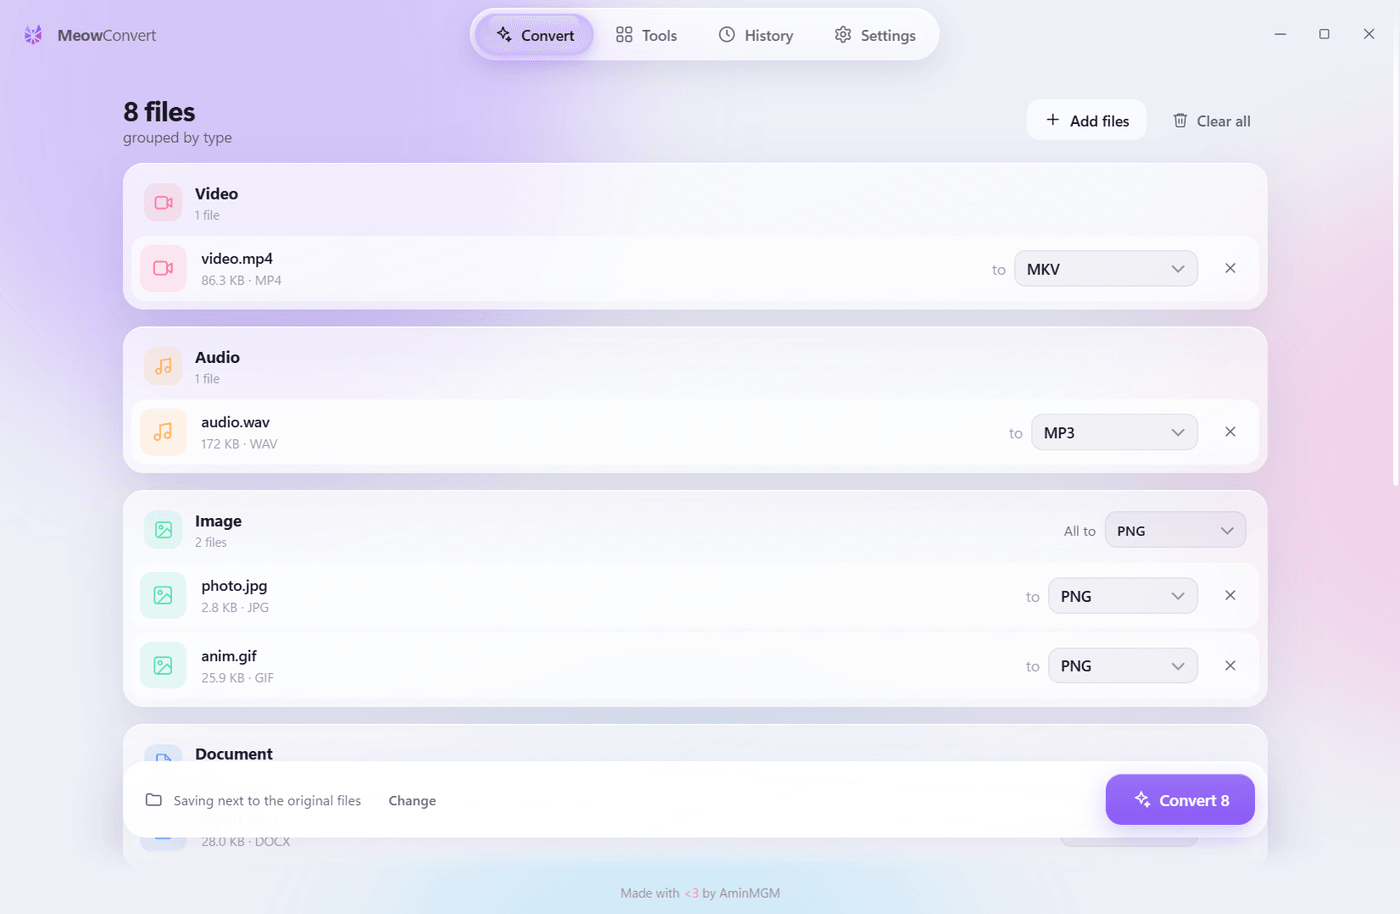 MeowConvert
Convert
Tools
History
Settings
8 files
grouped by type
Add files
Clear all
Video
1 file
video.mp4
86.3 KB · MP4
to
MKV
Audio
1 file
audio.wav
172 KB · WAV
to
MP3
Image
2 files
All to
PNG
photo.jpg
2.8 KB · JPG
to
PNG
anim.gif
25.9 KB · GIF
to
PNG
Document
Saving next to the original files
Change
Convert 8
28.0 KB · DOCX
Made with <3 by AminMGM